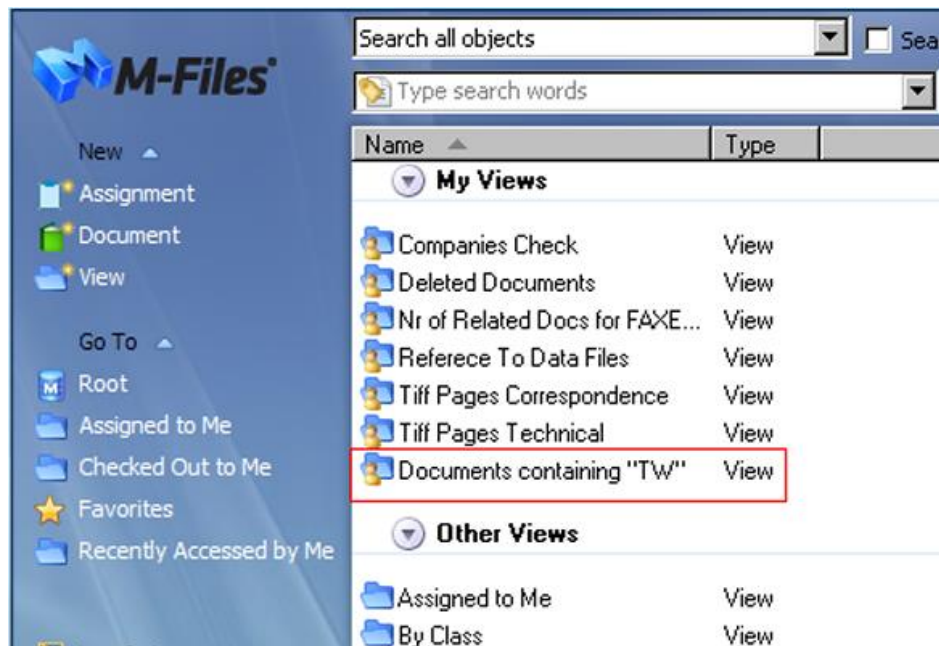 M-Files
New
Assignment
Document
View
Go To
Root
Assigned to Me
Checked Out to Me
Favorites
Recently Accessed by Me
Search all objects
Sea
Type search words
Name Type
My Views
Companies Check View
Deleted Documents View
Nr of Related Docs for FAXE... View
Referece To Data Files View
Tiff Pages Correspondence View
Tiff Pages Technical View
Documents containing "TW" View
Other Views
Assigned to Me View
By Class View